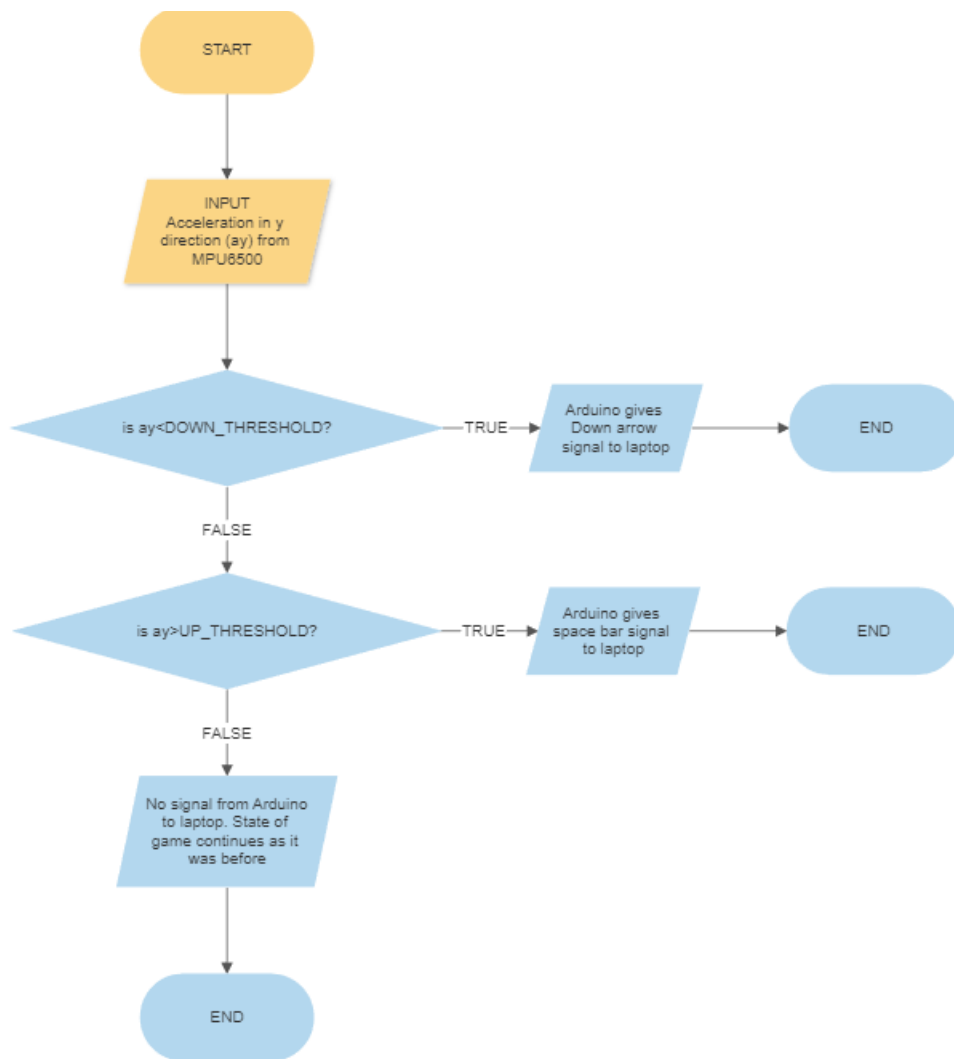 START
INPUT
Acceleration in y
direction (ay) from
MPU6500
is ay<DOWN_THRESHOLD?
TRUE
Arduino gives
Down arrow
signal to laptop
END
FALSE
is ay>UP_THRESHOLD?
TRUE
Arduino gives
space bar signal
to laptop
END
FALSE
No signal from Arduino
to laptop. State of
game continues as it
was before
END